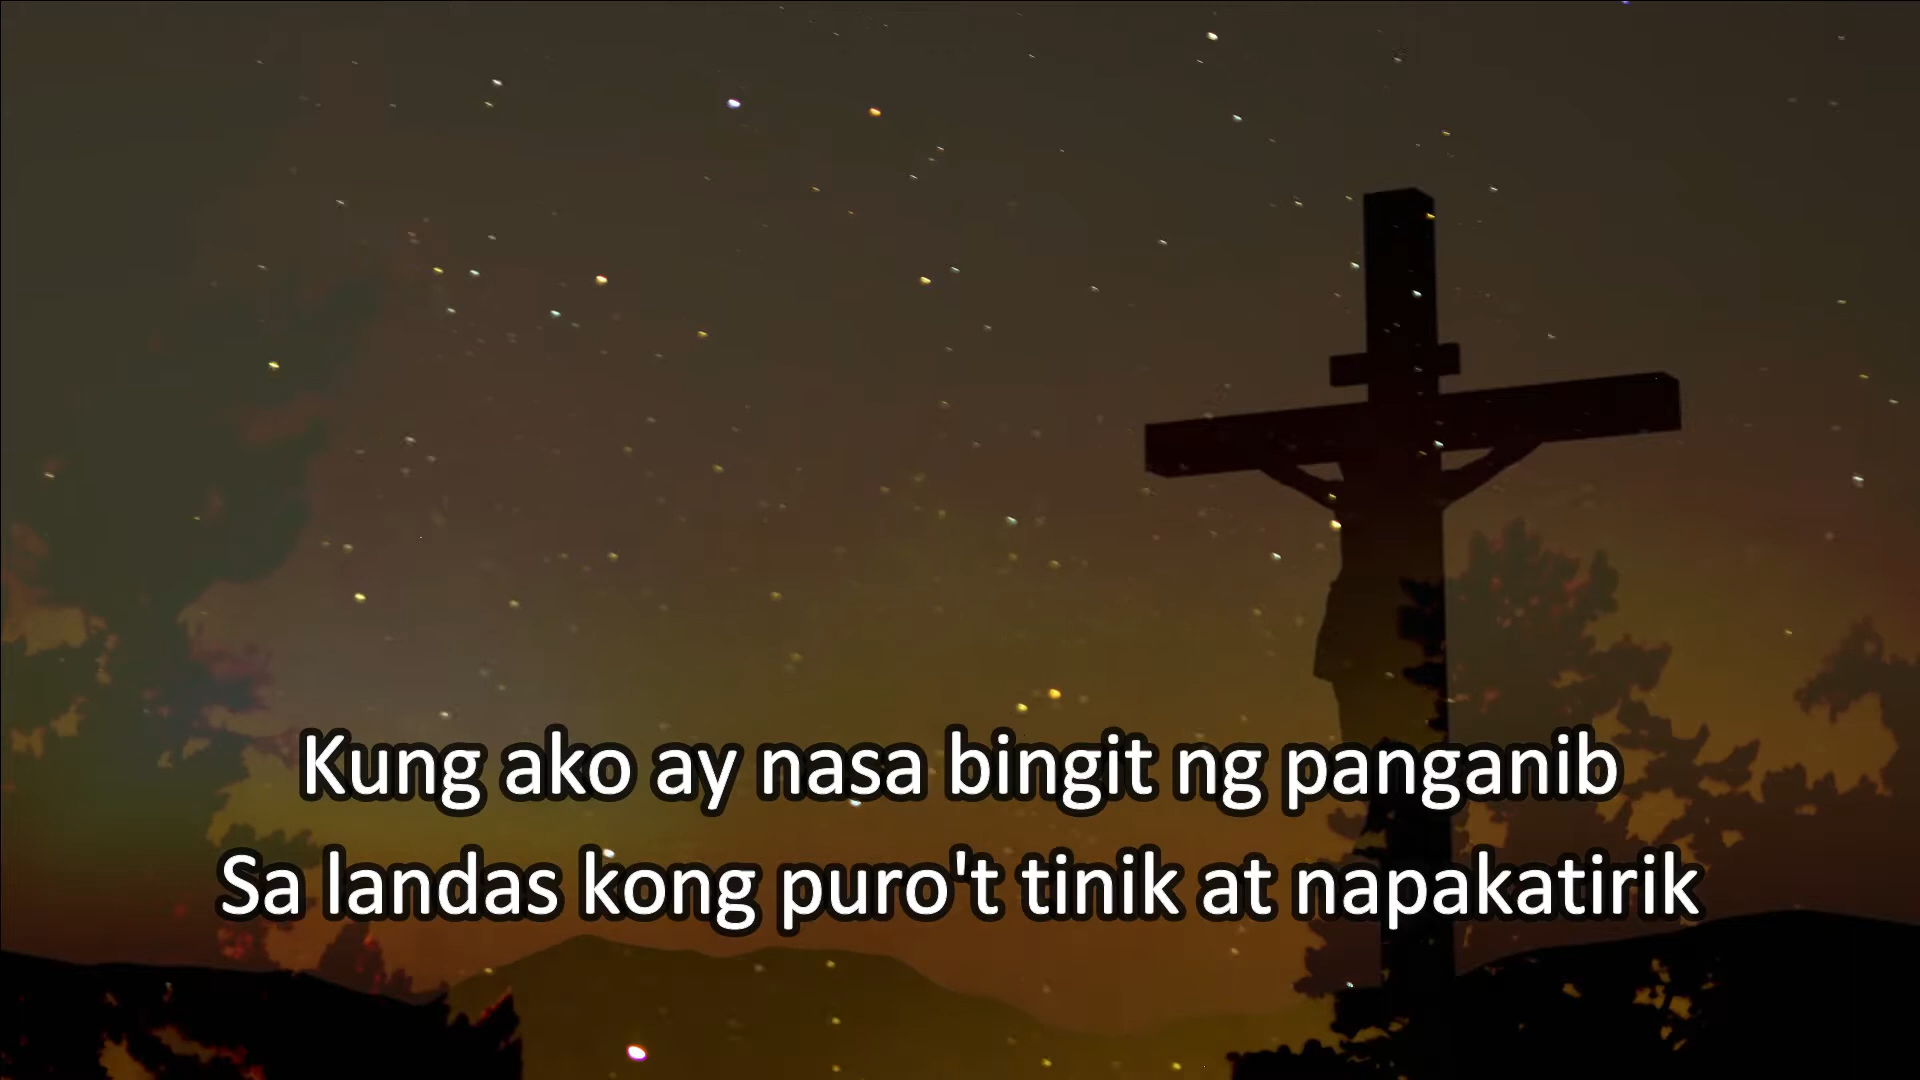 Kung ako ay nasa bingit ng panganib
Sa landas kong puro't tinik at napakatirik